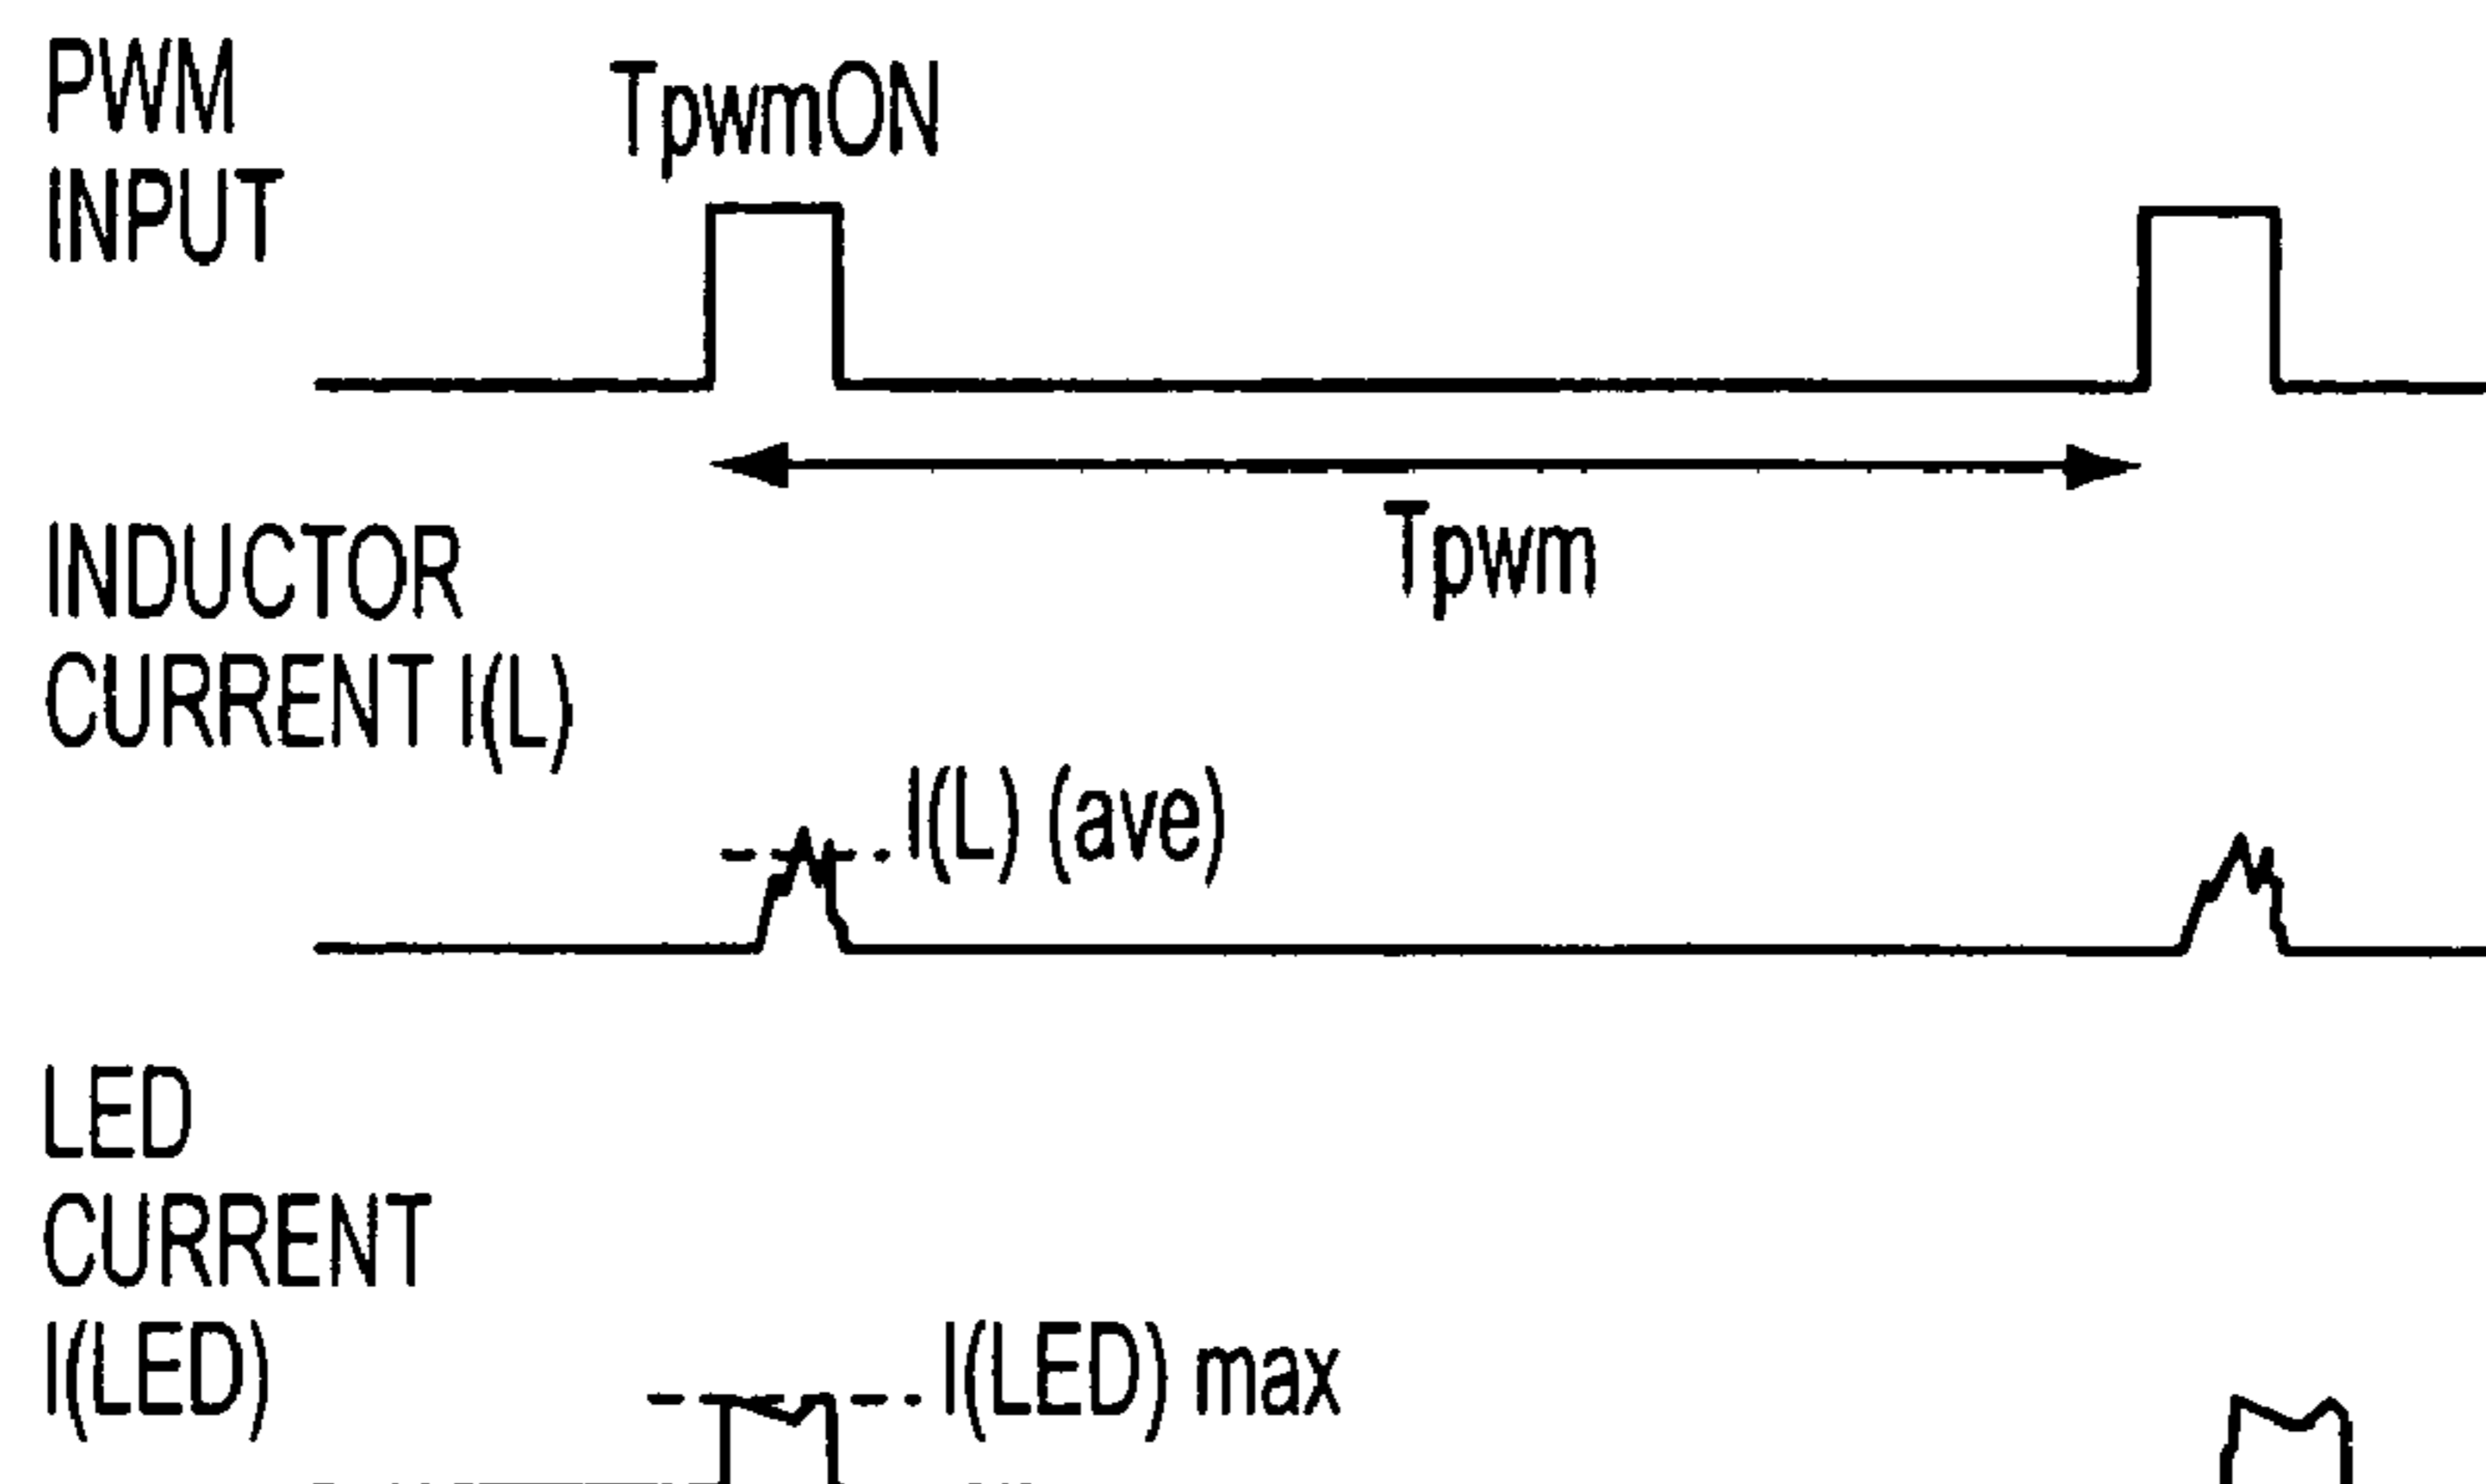 PWM
INPUT
TpwmON
Tpwm
INDUCTOR
CURRENT I(L)
I(L) (ave)
LED
CURRENT
I(LED)
I(LED) max